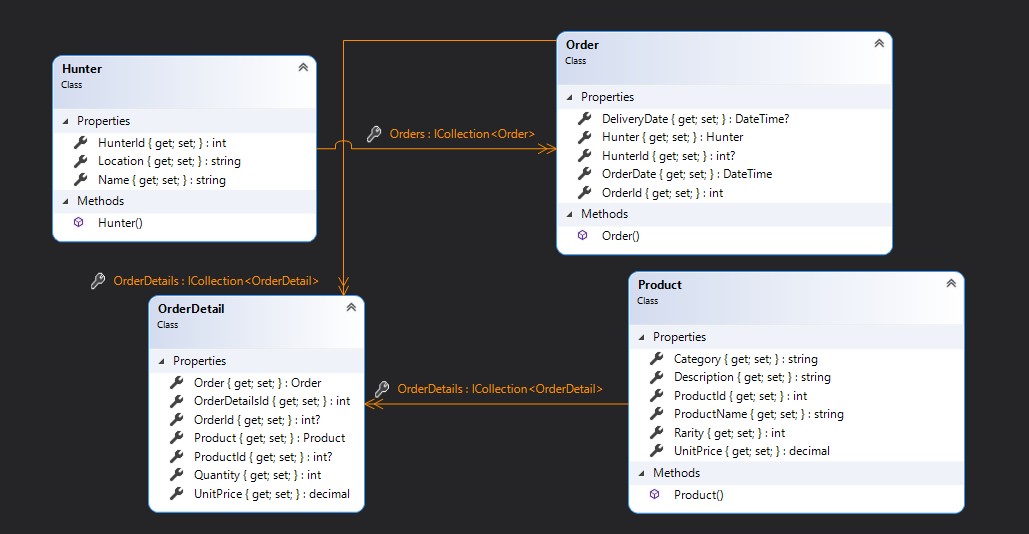 Hunter
Class
Properties
HunterId { get; set; } : int
Location { get; set; } : string
Name { get; set; } : string
Methods
Hunter()
Orders : ICollection<Order>
Order
Class
Properties
DeliveryDate { get; set; } : DateTime?
Hunter { get; set; } : Hunter
HunterId { get; set; } : int?
OrderDate { get; set; } : DateTime
OrderId { get; set; } : int
Methods
Order()
OrderDetails : ICollection<OrderDetail>
OrderDetail
Class
Properties
Order { get; set; } : Order
OrderDetailsId { get; set; } : int
OrderId { get; set; } : int?
Product { get; set; } : Product
ProductId { get; set; } : int?
Quantity { get; set; } : int
UnitPrice { get; set; } : decimal
OrderDetails : ICollection<OrderDetail>
Product
Class
Properties
Category { get; set; } : string
Description { get; set; } : string
ProductId { get; set; } : int
ProductName { get; set; } : string
Rarity { get; set; } : int
UnitPrice { get; set; } : decimal
Methods
Product()